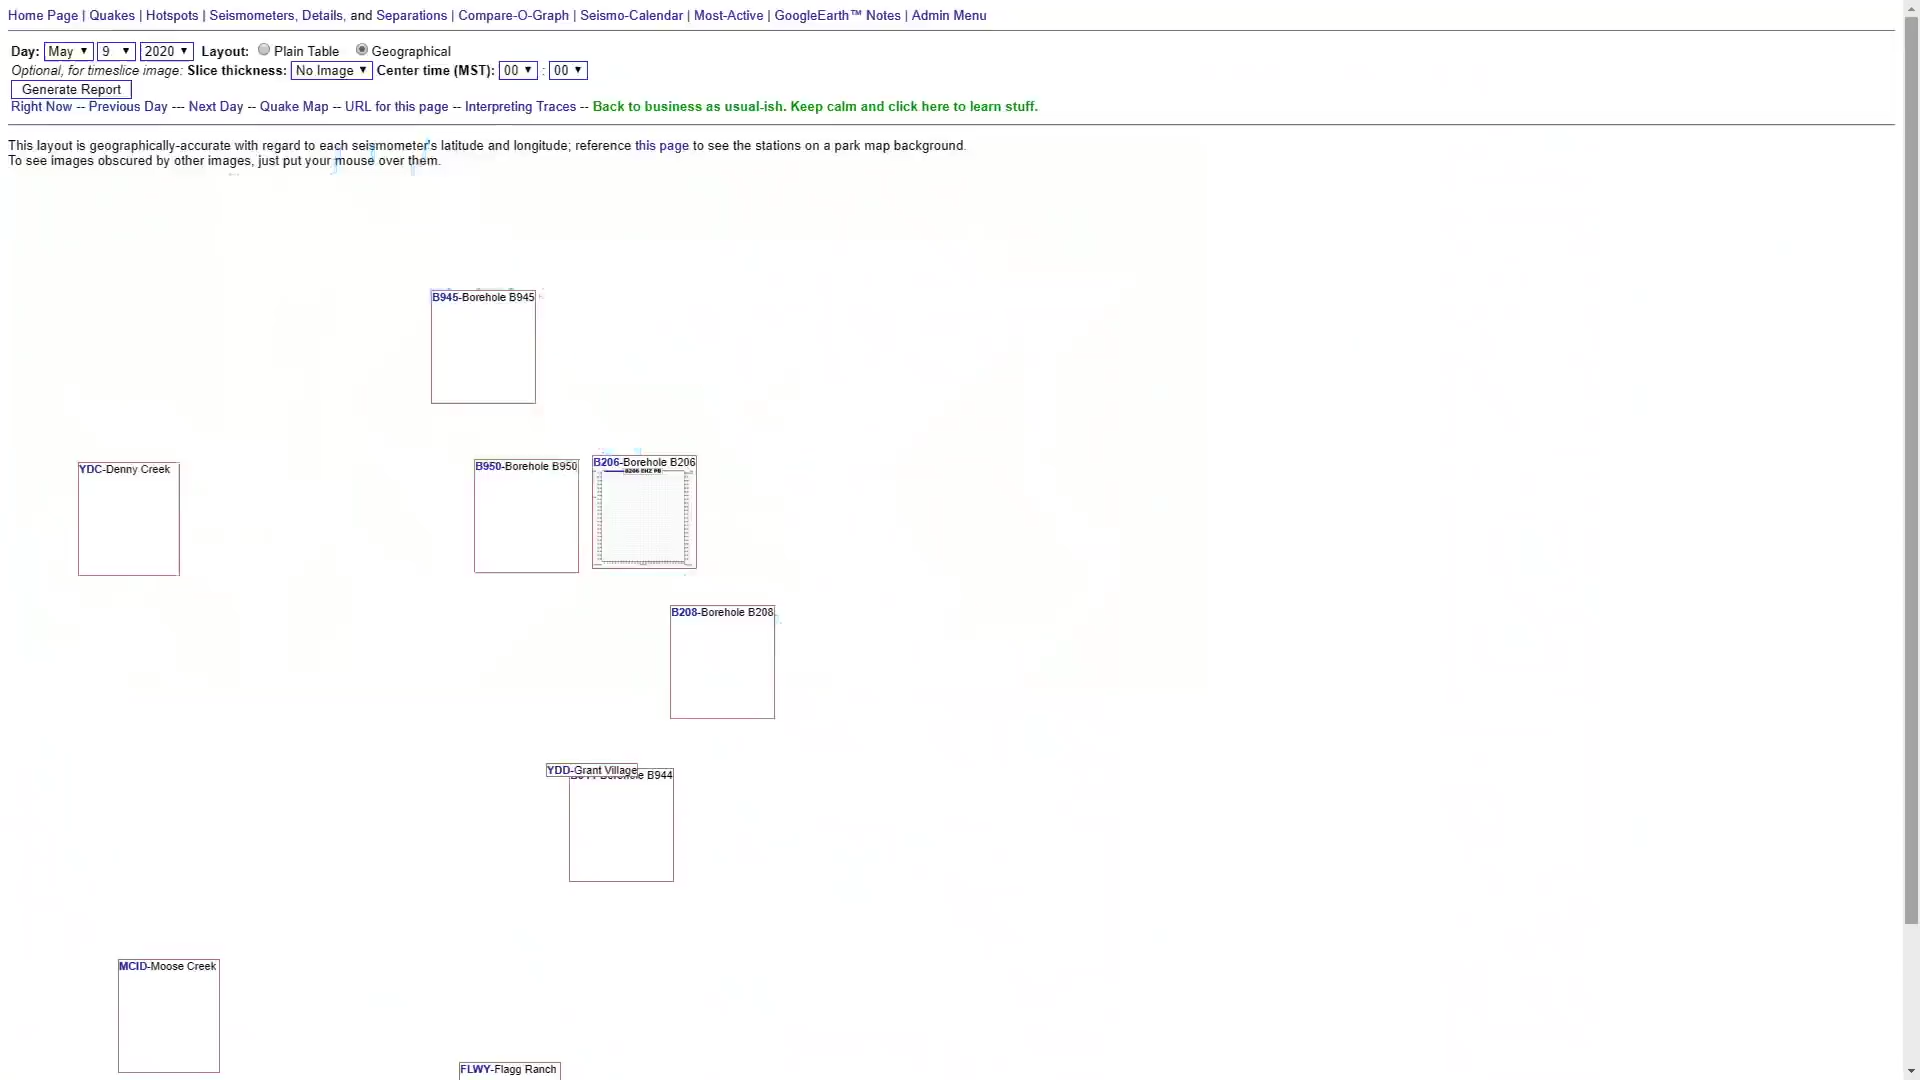 Home Page | Quakes | Hotspots | Seismometers, Details, and Separations | Compare-O-Graph | Seismo-Calendar | Most-Active | GoogleEarth™ Notes | Admin Menu
Day: May 9 2020 Layout: Plain Table Geographical
Optional, for timeslice image: Slice thickness: No Image Center time (MST): 00 : 00
Generate Report
Right Now -- Previous Day --- Next Day -- Quake Map -- URL for this page -- Interpreting Traces -- Back to business as usual-ish. Keep calm and click here to learn stuff.
This layout is geographically-accurate with regard to each seismometer's latitude and longitude; reference this page to see the stations on a park map background.
To see images obscured by other images, just put your mouse over them.
B945-Borehole B945
YDC-Denny Creek
B950-Borehole B950
B206-Borehole B206
B206 EHZ PB
B208-Borehole B208
YDD-Grant Village
B944
MCID-Moose Creek
FLWY-Flagg Ranch